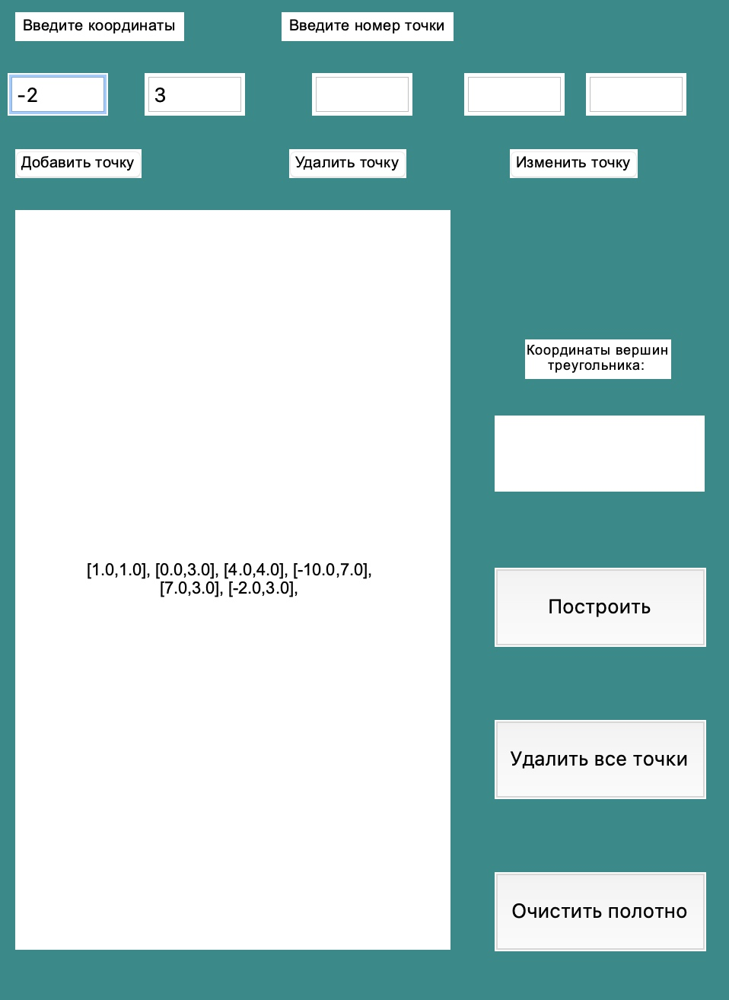 Введите координаты
Введите номер точки
-2
3
Добавить точку
Удалить точку
Изменить точку
Координаты вершин
треугольника:
[1.0,1.0], [0.0,3.0], [4.0,4.0], [-10.0,7.0],
[7.0,3.0], [-2.0,3.0],
Построить
Удалить все точки
Очистить полотно